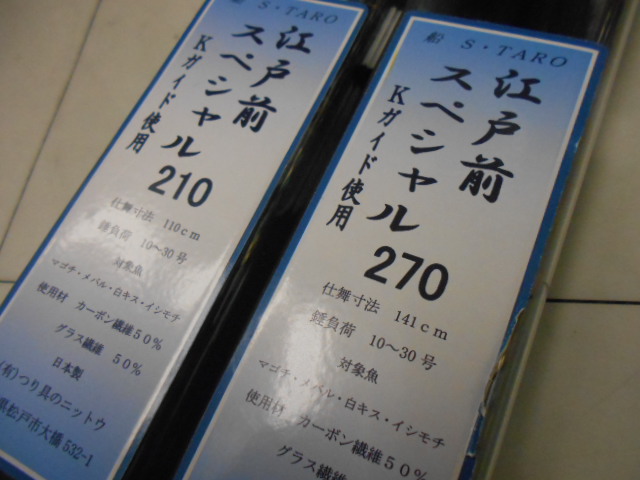 船 S・TARO
江戸前
スペシャル 210
Kガイド使用
仕舞寸法 110cm
錘負荷 10〜30号
対象魚
マゴチ・メバル・白キス・イシモチ
使用材 カーボン繊維50%
グラス繊維 50%
日本製
(有)つり具のニットウ
県松戸市大橋532-1
船 S・TARO
江戸前
スペシャル 270
Kガイド使用
仕舞寸法 141cm
錘負荷 10〜30号
対象魚
マゴチ・メバル・白キス・イシモチ
使用材 カーボン繊維50%
グラス繊維